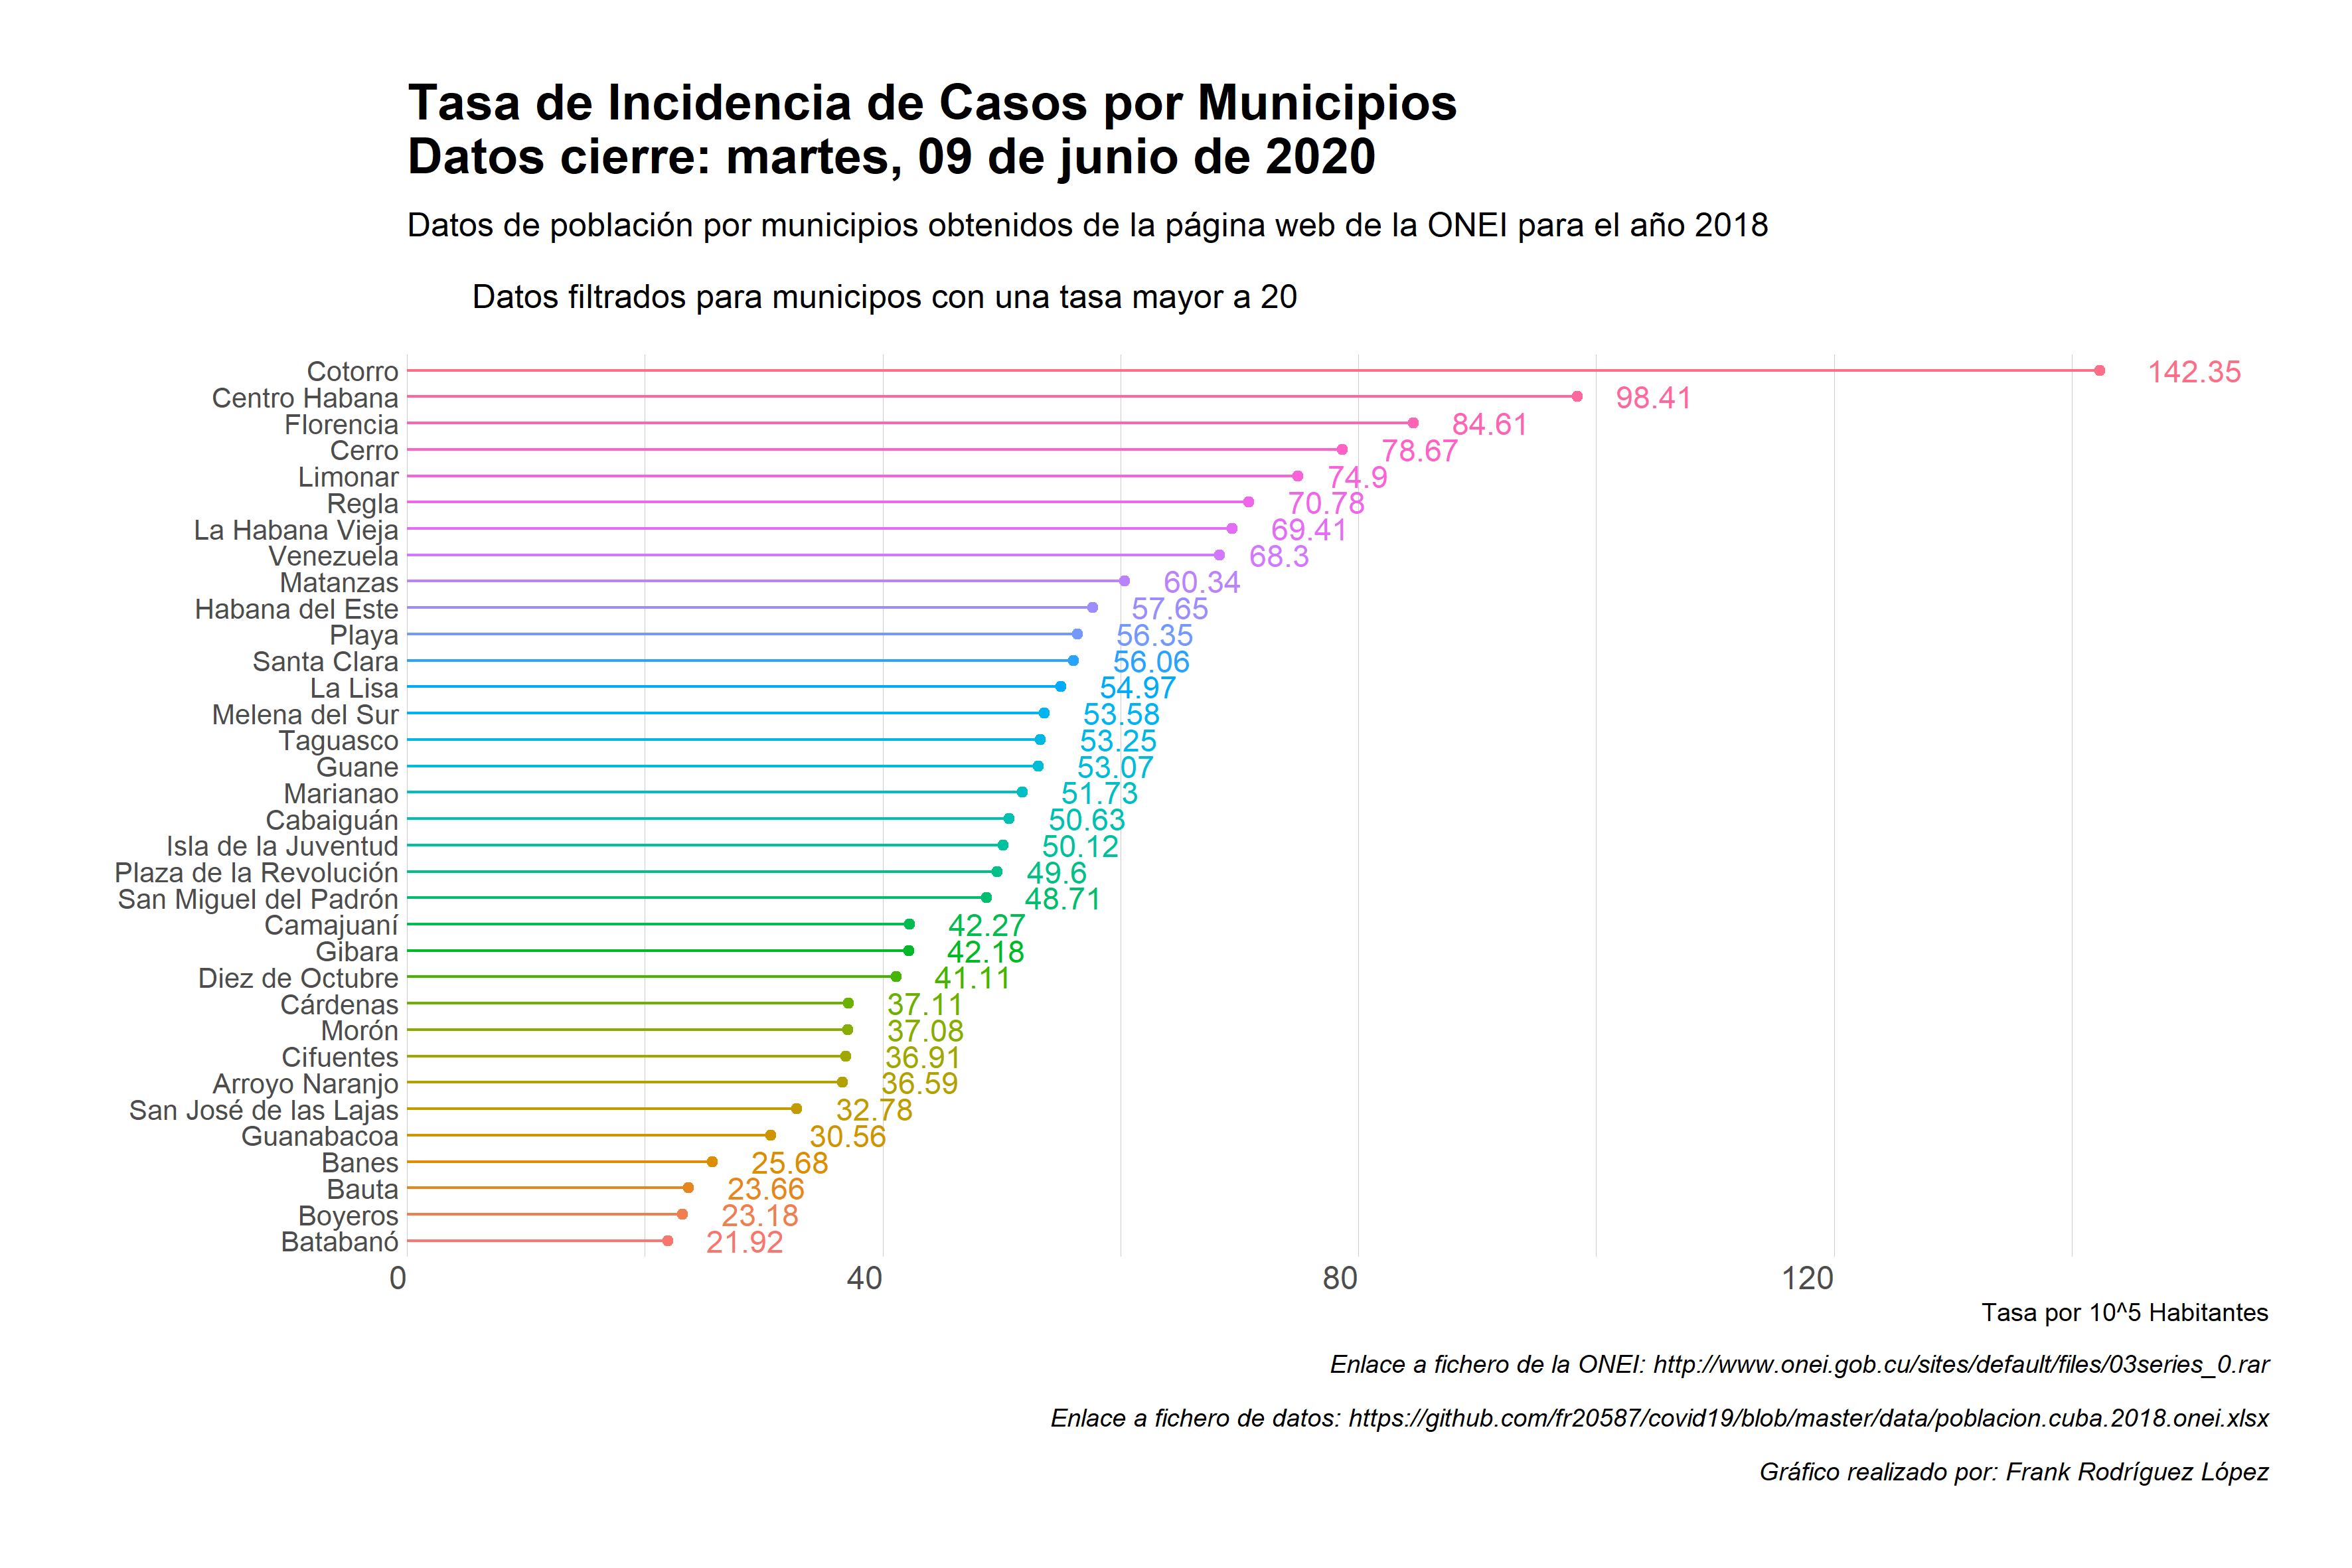 Tasa de Incidencia de Casos por Municipios
Datos cierre: martes, 09 de junio de 2020
Datos de población por municipios obtenidos de la página web de la ONEI para el año 2018
Datos filtrados para municipos con una tasa mayor a 20
Cotorro 142.35
Centro Habana 98.41
Florencia 84.61
Cerro 78.67
Limonar 74.9
Regla 70.78
La Habana Vieja 69.41
Venezuela 68.3
Matanzas 60.34
Habana del Este 57.65
Playa 56.35
Santa Clara 56.06
La Lisa 54.97
Melena del Sur 53.58
Taguasco 53.25
Guane 53.07
Marianao 51.73
Cabaiguán 50.63
Isla de la Juventud 50.12
Plaza de la Revolución 49.6
San Miguel del Padrón 48.71
Camajuaní 42.27
Gibara 42.18
Diez de Octubre 41.11
Cárdenas 37.11
Morón 37.08
Cifuentes 36.91
Arroyo Naranjo 36.59
San José de las Lajas 32.78
Guanabacoa 30.56
Banes 25.68
Bauta 23.66
Boyeros 23.18
Batabanó 21.92
0 40 80 120
Tasa por 10^5 Habitantes
Enlace a fichero de la ONEI: http://www.onei.gob.cu/sites/default/files/03series_0.rar
Enlace a fichero de datos: https://github.com/fr20587/covid19/blob/master/data/poblacion.cuba.2018.onei.xlsx
Gráfico realizado por: Frank Rodríguez López